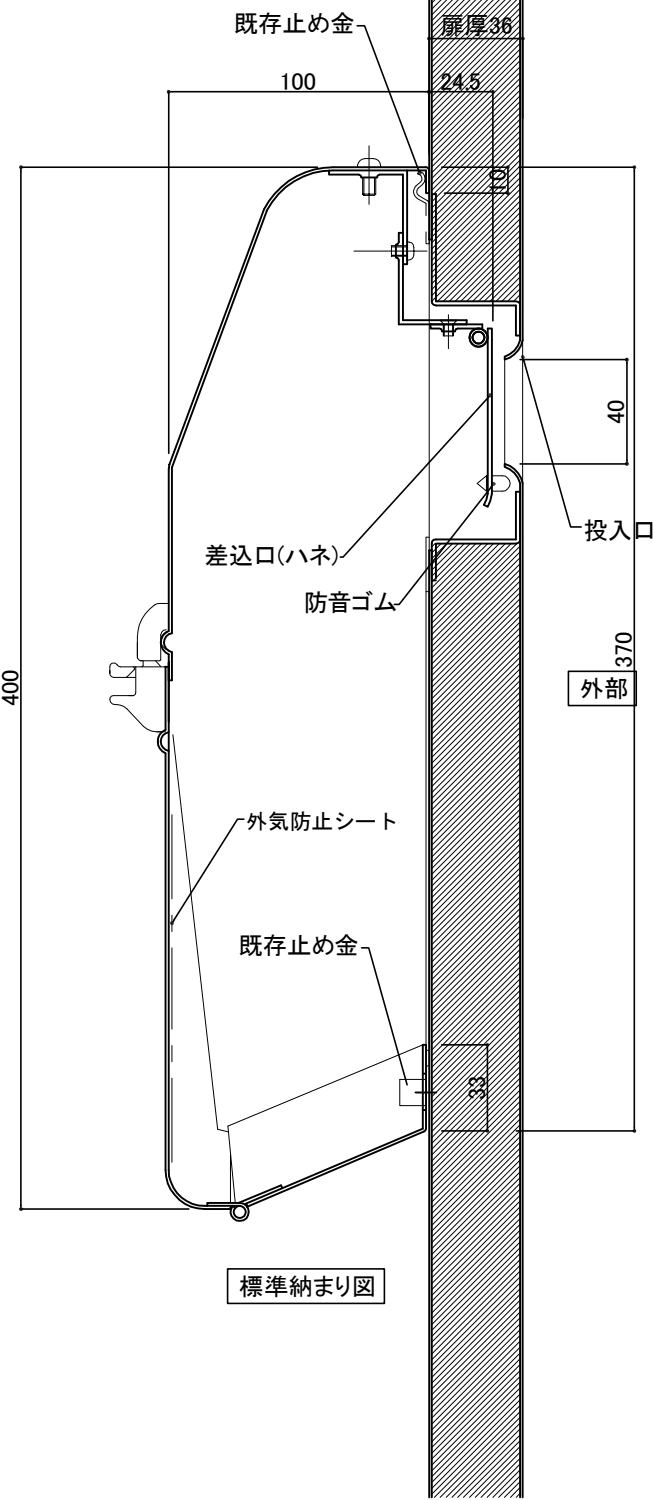 既存止め金
扉厚36
100
24.5
10
40
投入口
差込口(ハネ)
防音ゴム
370
外部
400
外気防止シート
既存止め金
33
標準納まり図